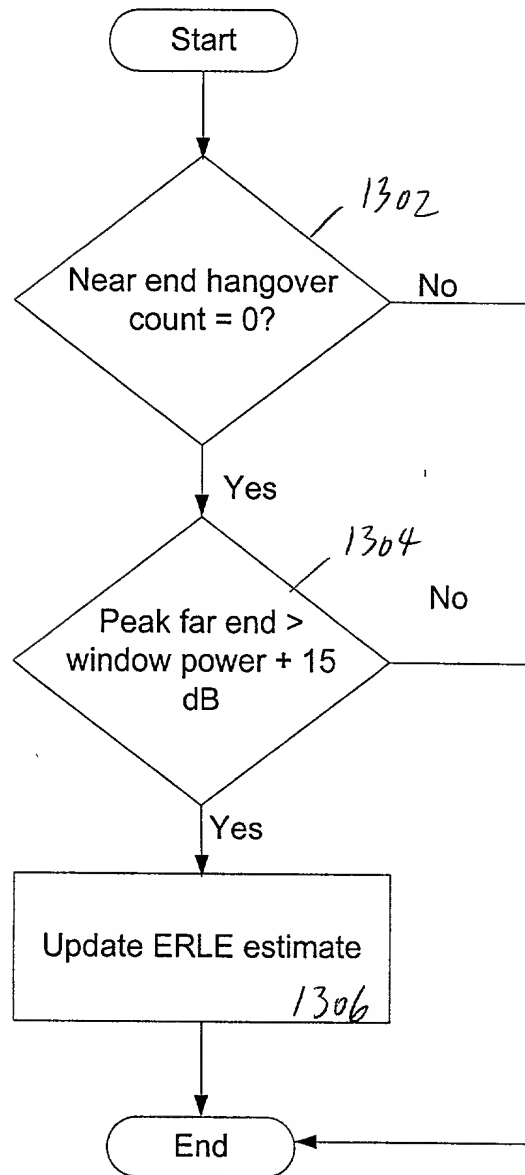 Start
1302
Near end hangover
count = 0?
No
Yes
1304
No
Peak far end >
window power + 15
dB
Yes
Update ERLE estimate
1306
End